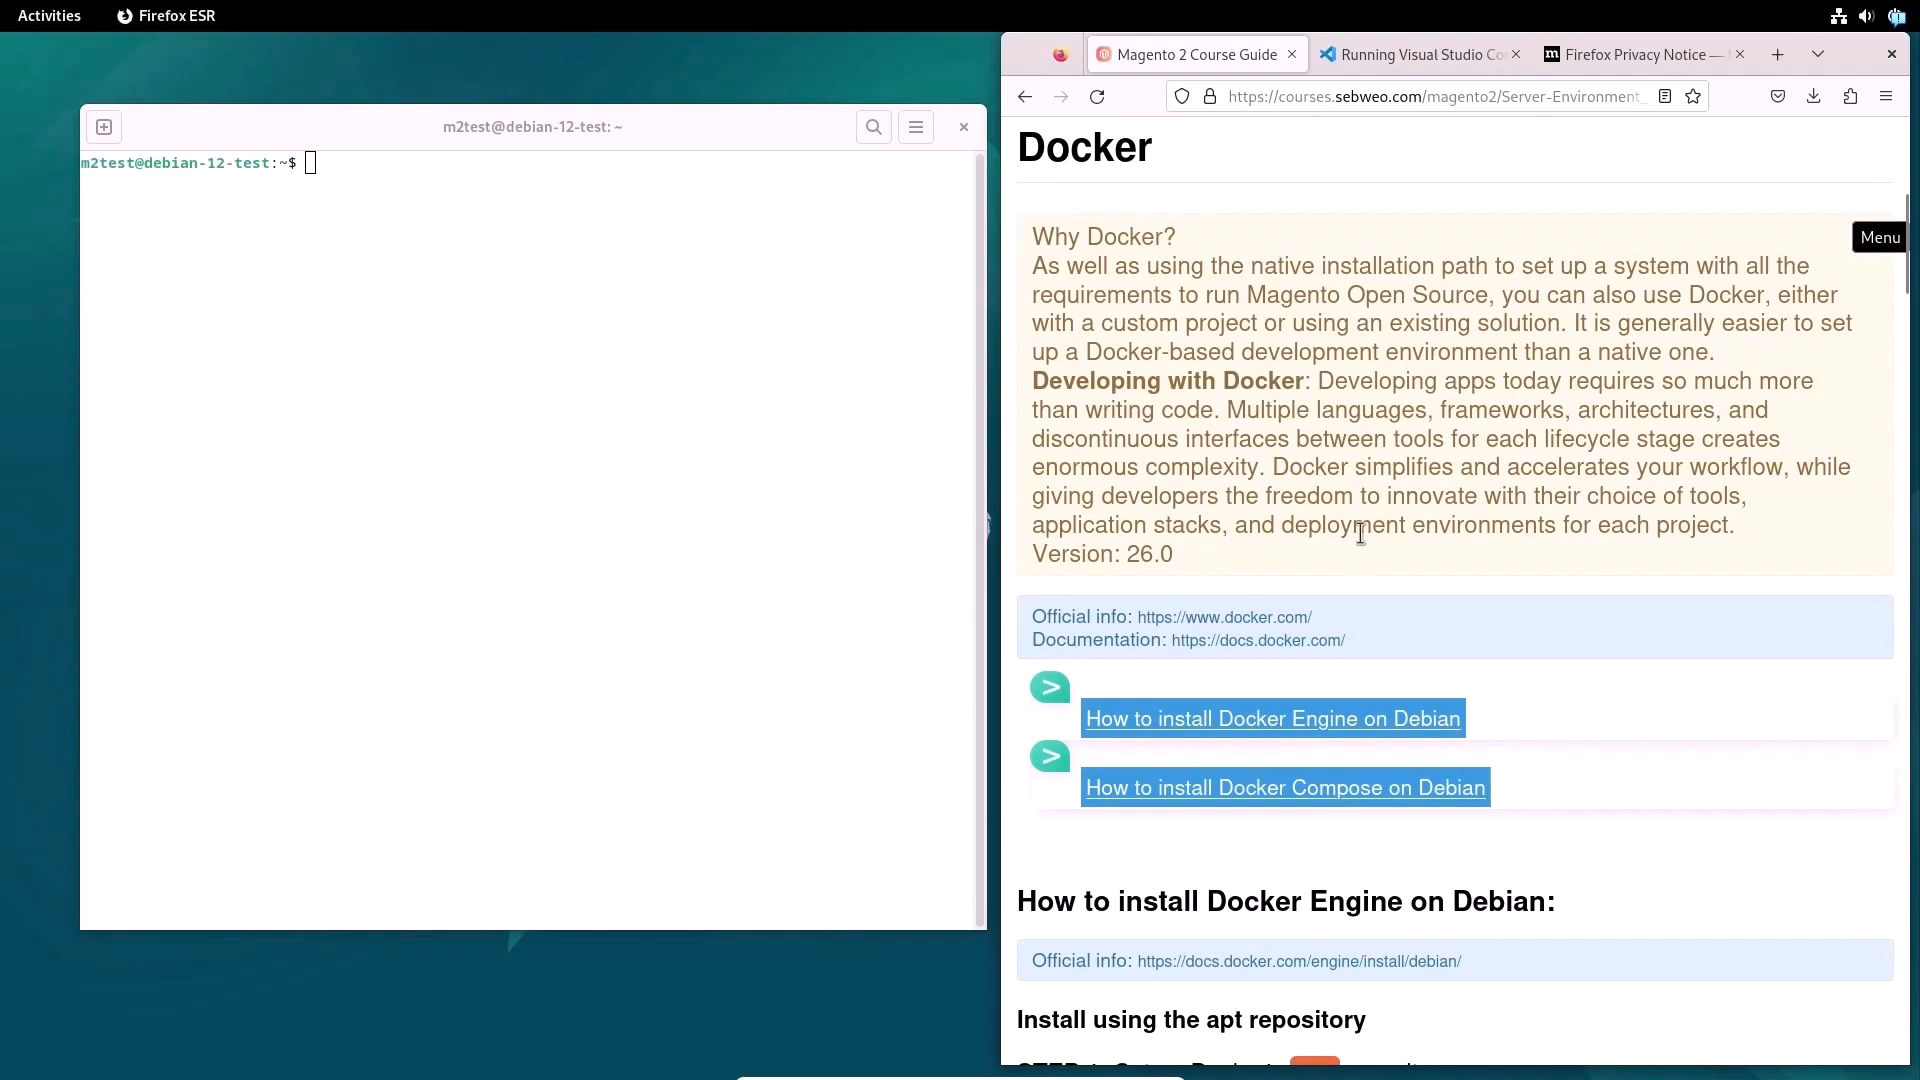 Activities
Firefox ESR
m2test@debian-12-test: ~
m2test@debian-12-test:~$
Magento 2 Course Guide
Running Visual Studio Co
Firefox Privacy Notice —
https://courses.sebweo.com/magento2/Server-Environment_
Menu
Docker
Why Docker?
As well as using the native installation path to set up a system with all the
requirements to run Magento Open Source, you can also use Docker, either
with a custom project or using an existing solution. It is generally easier to set
up a Docker-based development environment than a native one.
Developing with Docker: Developing apps today requires so much more
than writing code. Multiple languages, frameworks, architectures, and
discontinuous interfaces between tools for each lifecycle stage creates
enormous complexity. Docker simplifies and accelerates your workflow, while
giving developers the freedom to innovate with their choice of tools,
application stacks, and deployment environments for each project.
Version: 26.0
Official info: https://www.docker.com/
Documentation: https://docs.docker.com/
>
How to install Docker Engine on Debian
>
How to install Docker Compose on Debian
How to install Docker Engine on Debian:
Official info: https://docs.docker.com/engine/install/debian/
Install using the apt repository